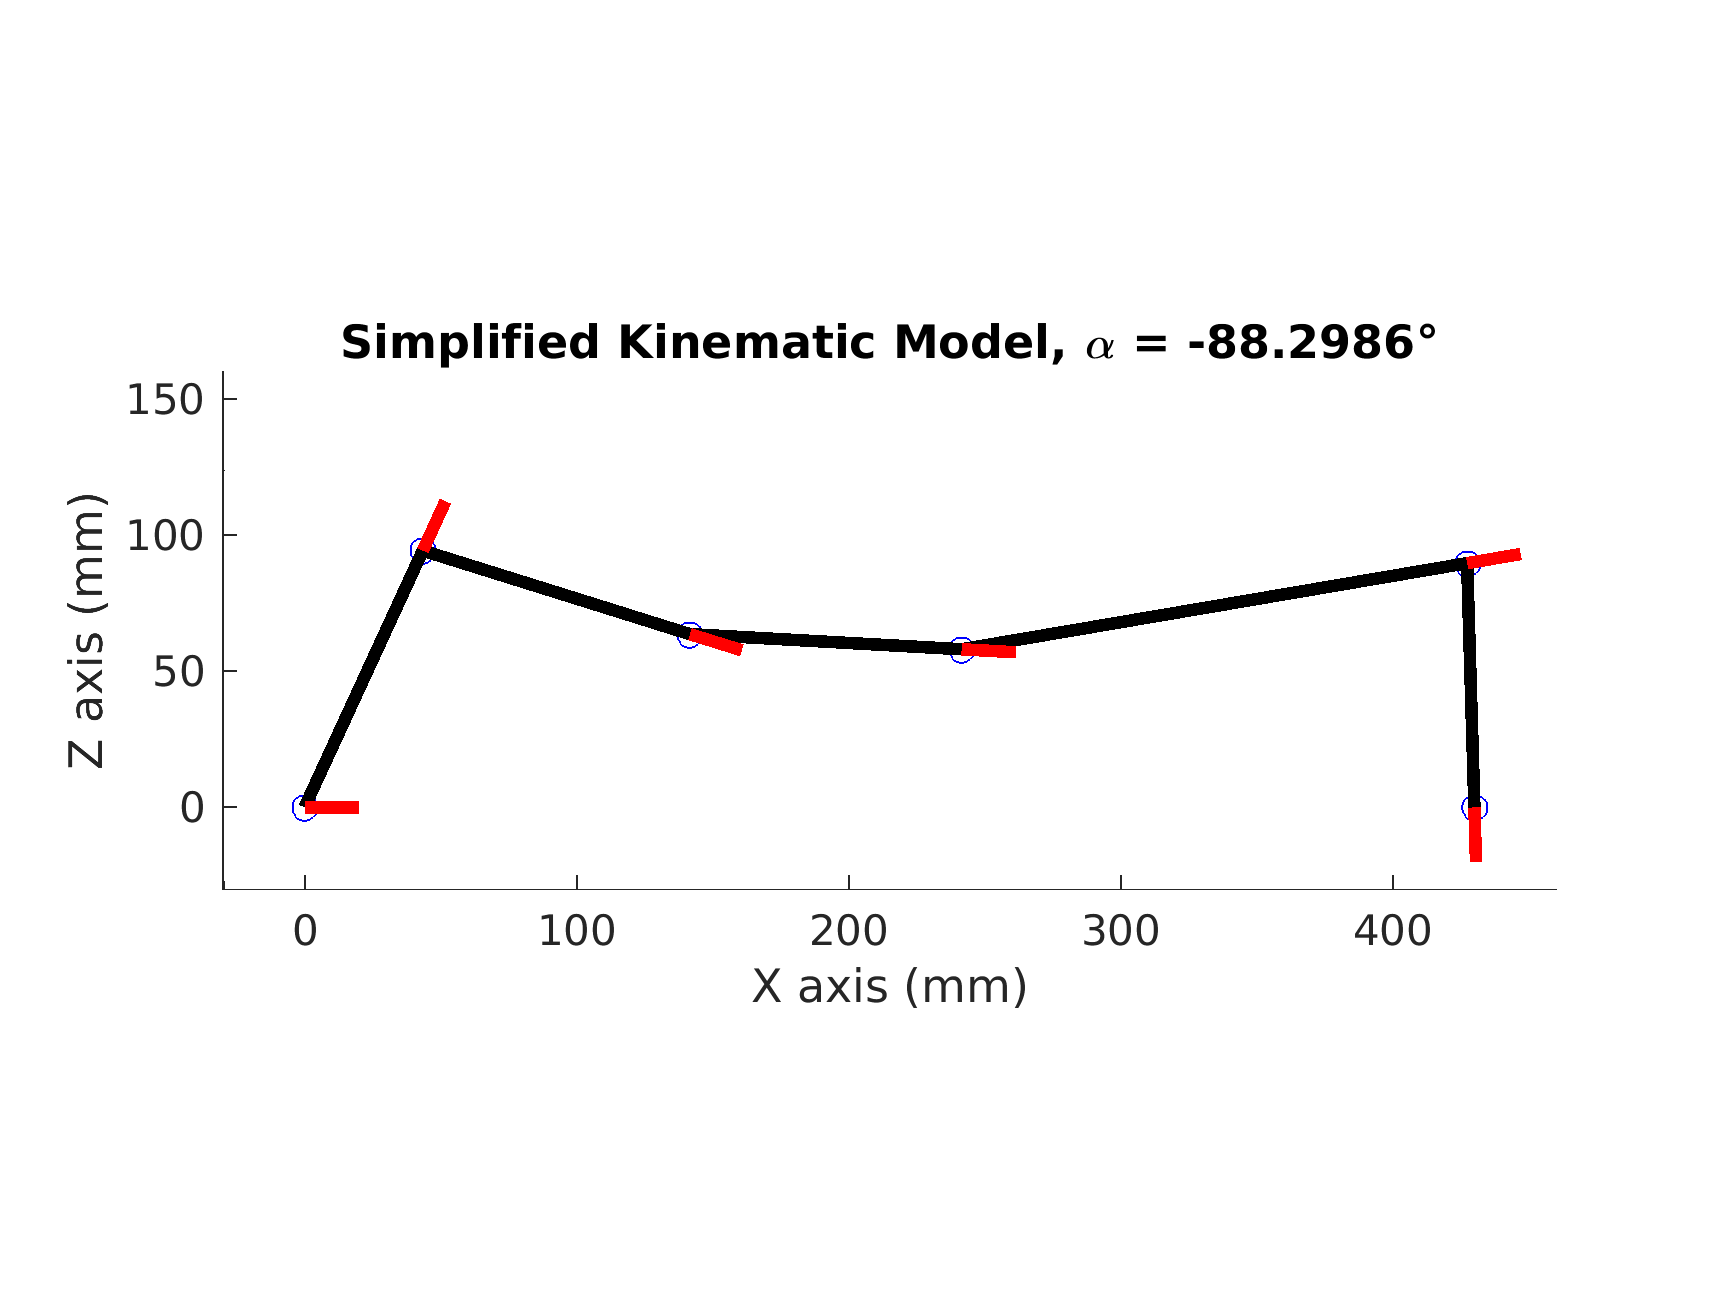 Simplified Kinematic Model, α = -88.2986°
150
100
50
0
Z axis (mm)
0 100 200 300 400
X axis (mm)